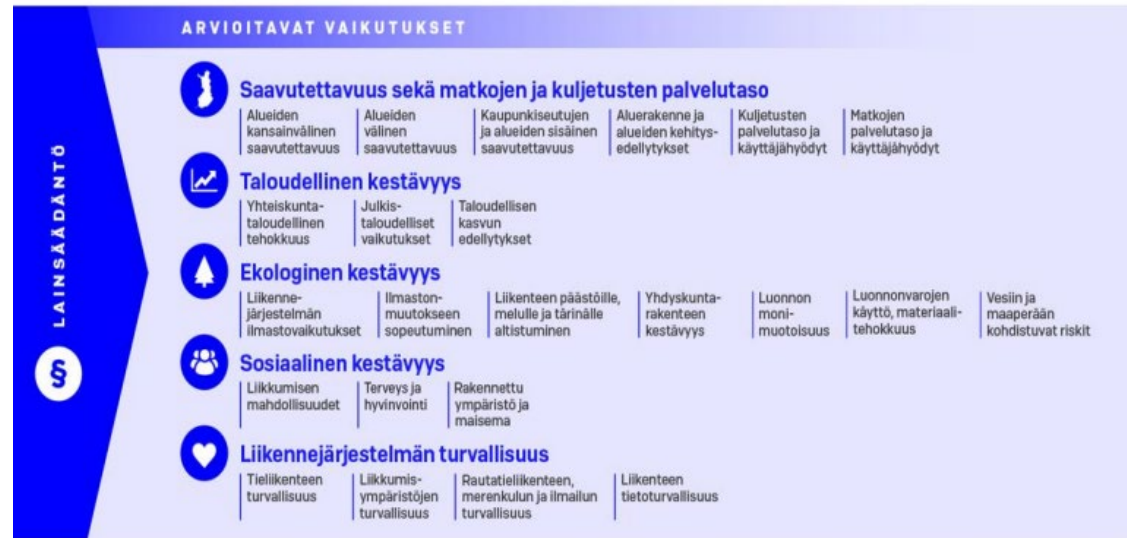 ARVIOITAVAT VAIKUTUKSET
LAINSÄÄDÄNTÖ
§
Saavutettavuus sekä matkojen ja kuljetusten palvelutaso
Alueiden
kansainvälinen
saavutettavuus
Alueiden
välinen
saavutettavuus
Kaupunkiseutujen
ja alueiden sisäinen
saavutettavuus
Aluerakenne ja
alueiden kehitys-
edellytykset
Kuljetusten
palvelutaso ja
käyttäjähyödyt
Matkojen
palvelutaso ja
käyttäjähyödyt
Taloudellinen kestävyys
Yhteiskunta-
taloudellinen
tehokkuus
Julkis-
taloudelliset
vaikutukset
Taloudellisen
kasvun
edellytykset
Ekologinen kestävyys
Liikenne-
järjestelmän
ilmastovaikutukset
Ilmaston-
muutokseen
sopeutuminen
Liikenteen päästöille,
melulle ja tärinälle
altistuminen
Yhdyskunta-
rakenteen
kestävyys
Luonnon
moni-
muotoisuus
Luonnonvarojen
käyttö, materiaali-
tehokkuus
Vesiin ja
maaperään
kohdistuvat riskit
Sosiaalinen kestävyys
Liikkumisen
mahdollisuudet
Terveys ja
hyvinvointi
Rakennettu
ympäristö ja
maisema
Liikennejärjestelmän turvallisuus
Tieliikenteen
turvallisuus
Liikkumis-
ympäristöjen
turvallisuus
Rautatieliikenteen,
merenkulun ja ilmailun
turvallisuus
Liikenteen
tietoturvallisuus